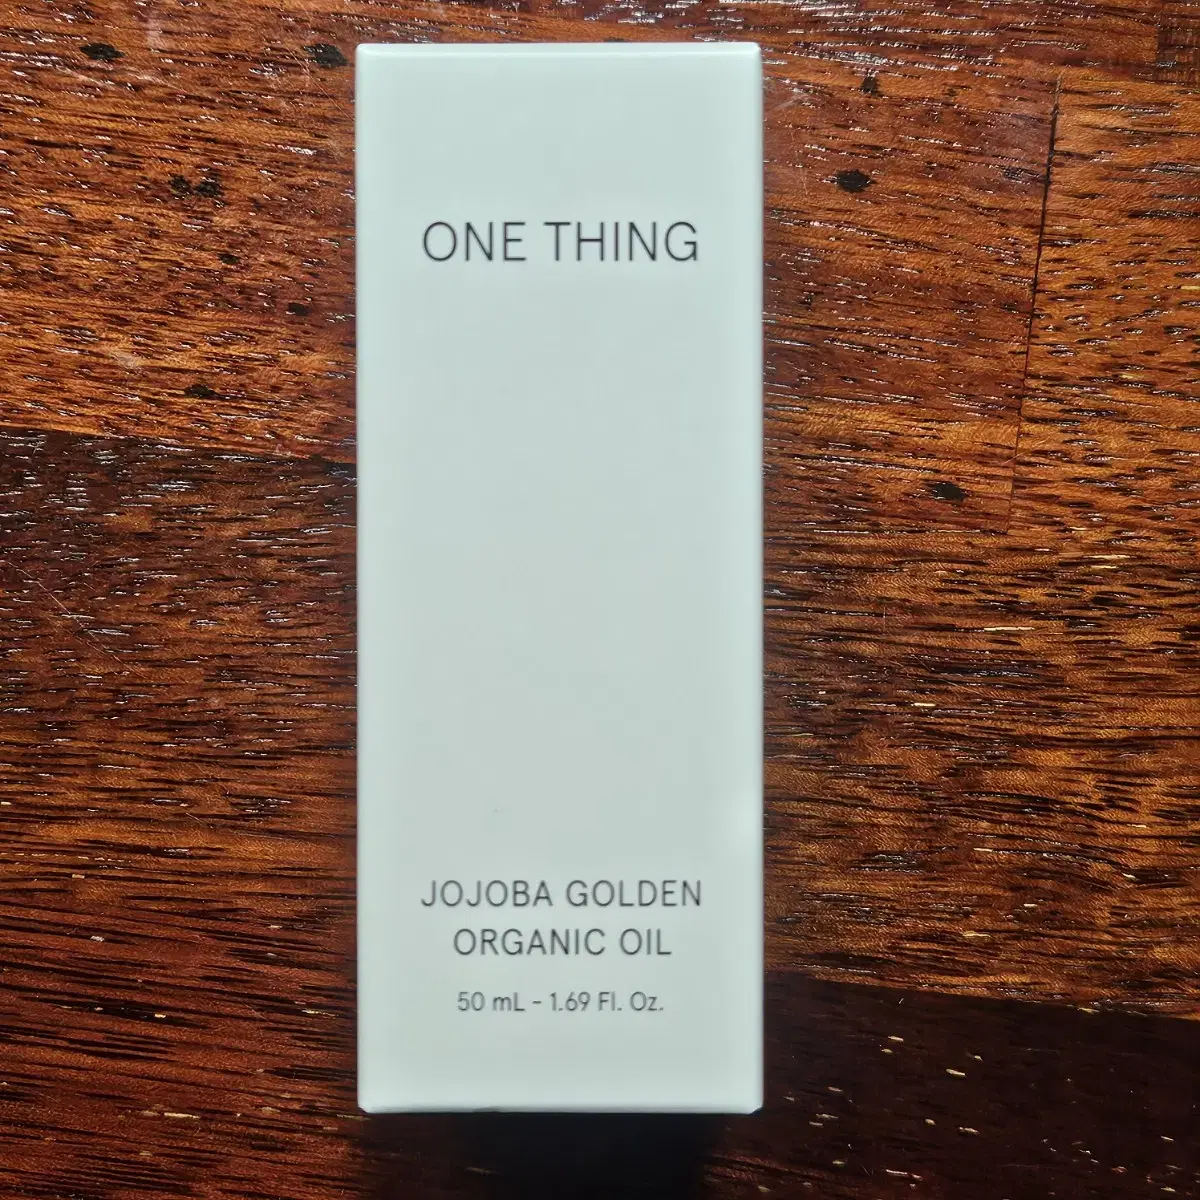 ONE THING
JOJOBA GOLDEN
ORGANIC OIL
50 mL - 1.69 Fl. Oz.